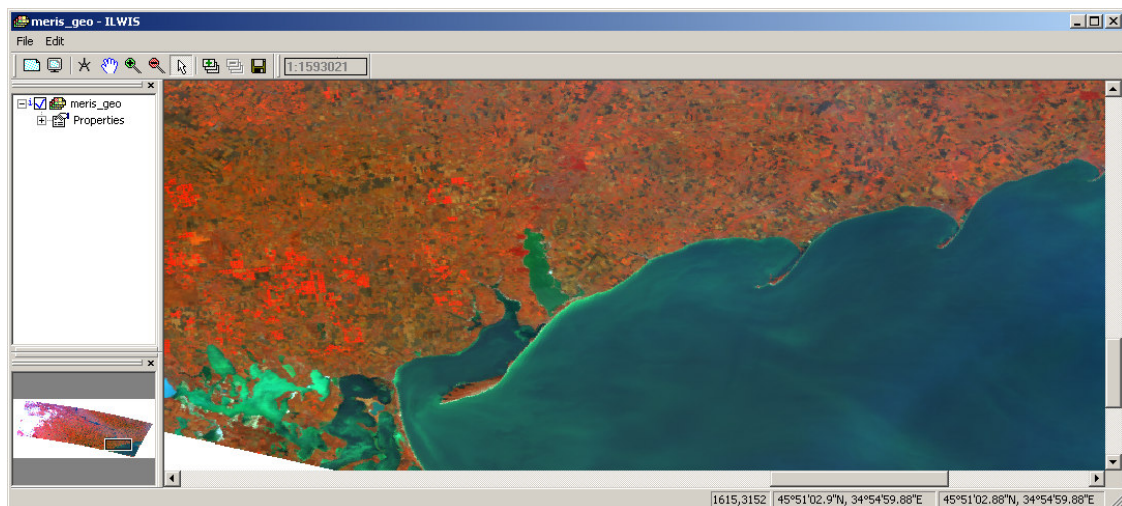 meris_geo - ILWIS
File Edit
1:1593021
meris_geo
Properties
1615,3152 45°51'02.9"N, 34°54'59.88"E 45°51'02.88"N, 34°54'59.88"E